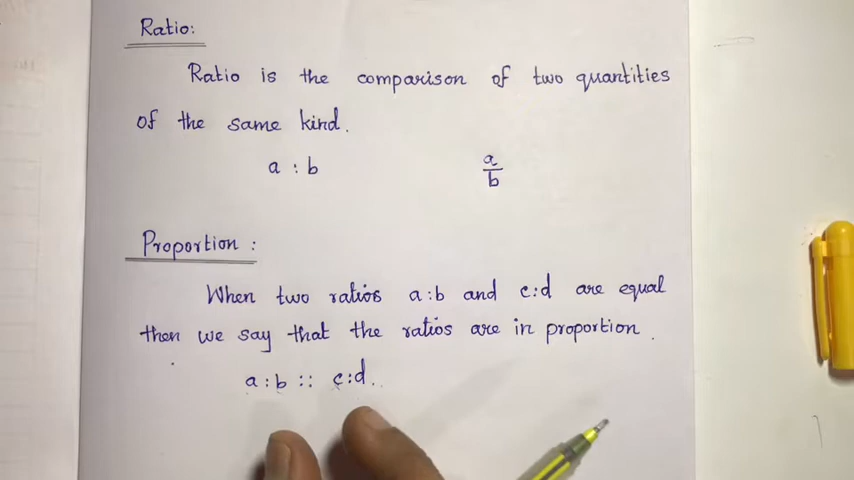 Ratio:
Ratio is the comparison of two quantities
of the same kind.
a : b a/b
Proportion :
When two ratios a:b and c:d are equal
then we say that the ratios are in proportion.
a:b :: c:d.